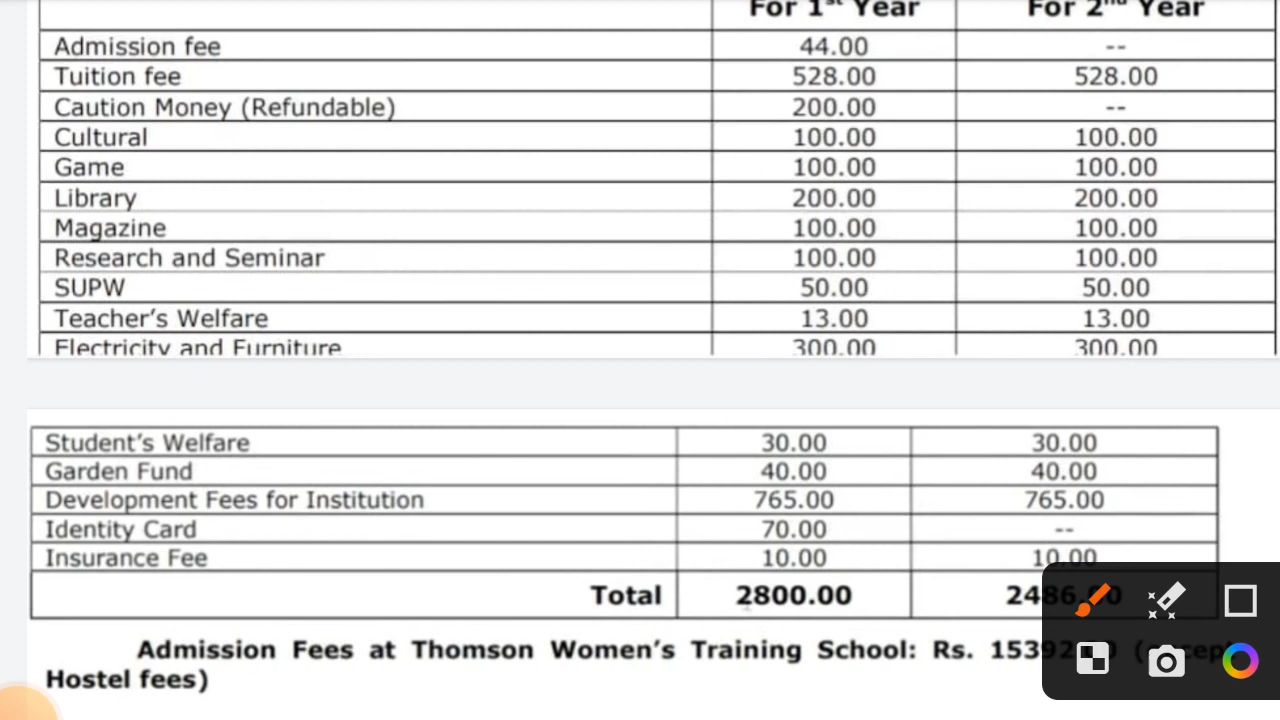 For 1st Year For 2nd Year
Admission fee 44.00 --
Tuition fee 528.00 528.00
Caution Money (Refundable) 200.00 --
Cultural 100.00 100.00
Game 100.00 100.00
Library 200.00 200.00
Magazine 100.00 100.00
Research and Seminar 100.00 100.00
SUPW 50.00 50.00
Teacher's Welfare 13.00 13.00
Electricity and Furniture 300.00 300.00
Student's Welfare 30.00 30.00
Garden Fund 40.00 40.00
Development Fees for Institution 765.00 765.00
Identity Card 70.00 --
Insurance Fee 10.00 10.00
Total 2800.00 2486.00
Admission Fees at Thomson Women's Training School: Rs.
Hostel fees)